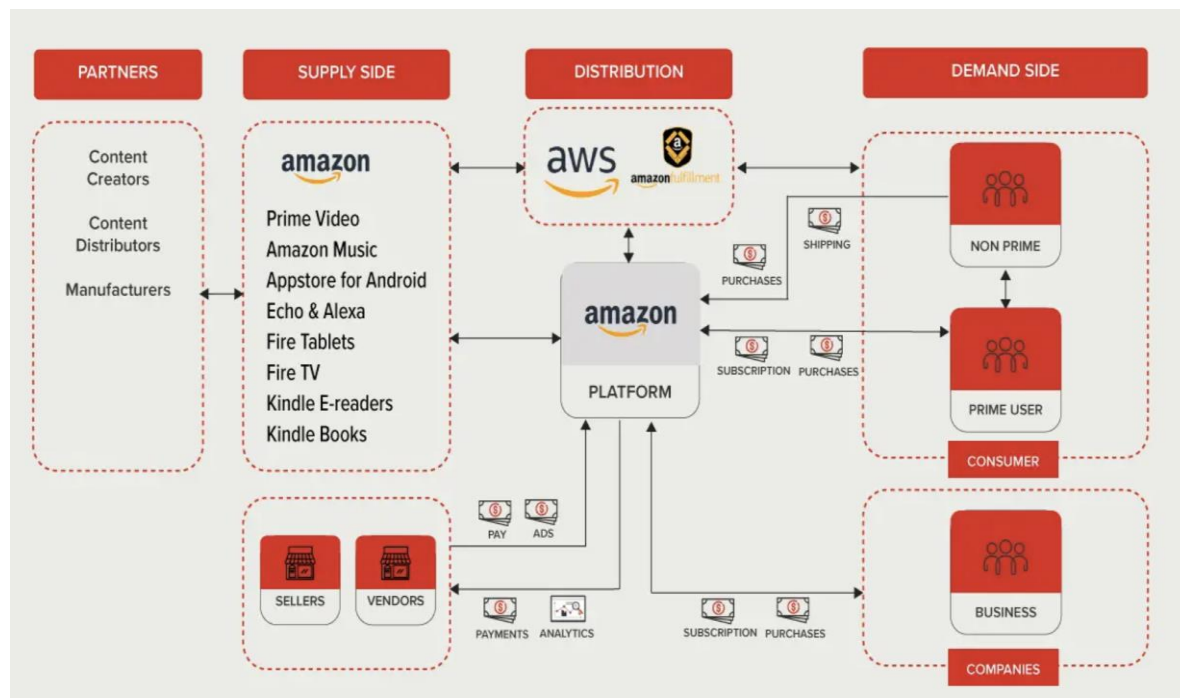 PARTNERS
SUPPLY SIDE
DISTRIBUTION
DEMAND SIDE
Content
Creators
Content
Distributors
Manufacturers
amazon
Prime Video
Amazon Music
Appstore for Android
Echo & Alexa
Fire Tablets
Fire TV
Kindle E-readers
Kindle Books
aws
a
amazonfulfillment
NON PRIME
$
SHIPPING
$
PURCHASES
amazon
PLATFORM
$
SUBSCRIPTION
$
PURCHASES
PRIME USER
CONSUMER
SELLERS
VENDORS
$
PAY
$
ADS
$
PAYMENTS
ANALYTICS
$
SUBSCRIPTION
$
PURCHASES
BUSINESS
COMPANIES